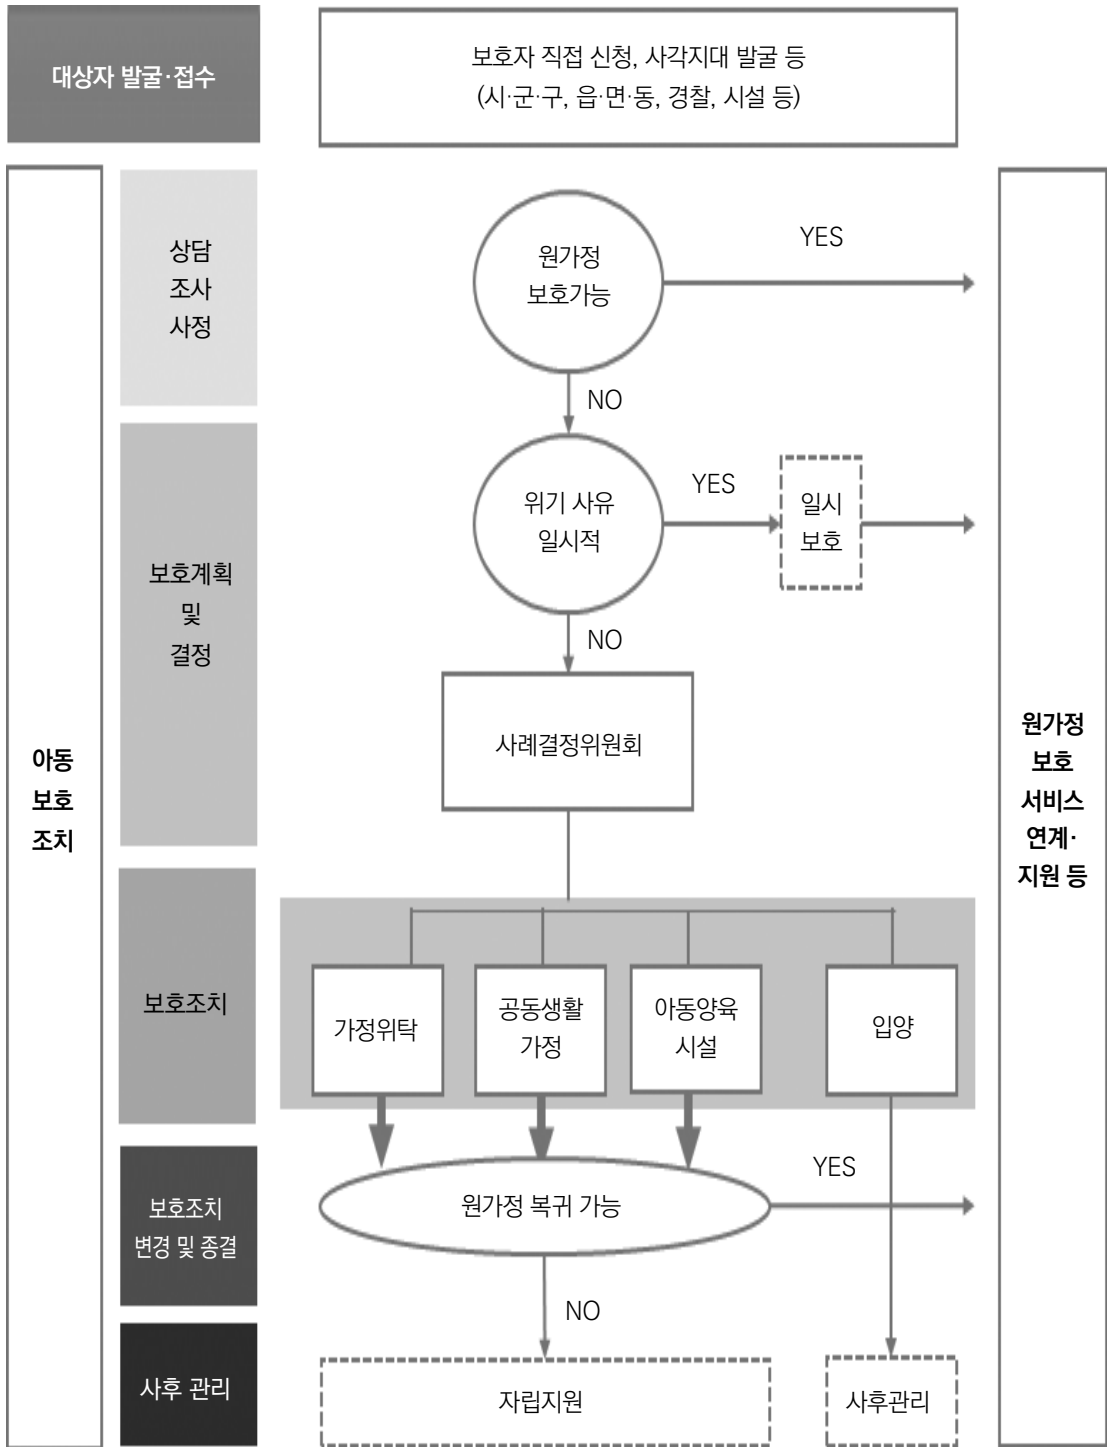 대상자 발굴·접수
보호자 직접 신청, 사각지대 발굴 등
(시·군·구, 읍·면·동, 경찰, 시설 등)
아동
보호
조치
상담
조사
사정
원가정
보호가능
YES
NO
보호계획
및
결정
위기 사유
일시적
YES
일시
보호
NO
사례결정위원회
원가정
보호
서비스
연계·
지원 등
보호조치
가정위탁
공동생활
가정
아동양육
시설
입양
보호조치
변경 및 종결
원가정 복귀 가능
YES
NO
사후 관리
자립지원
사후관리